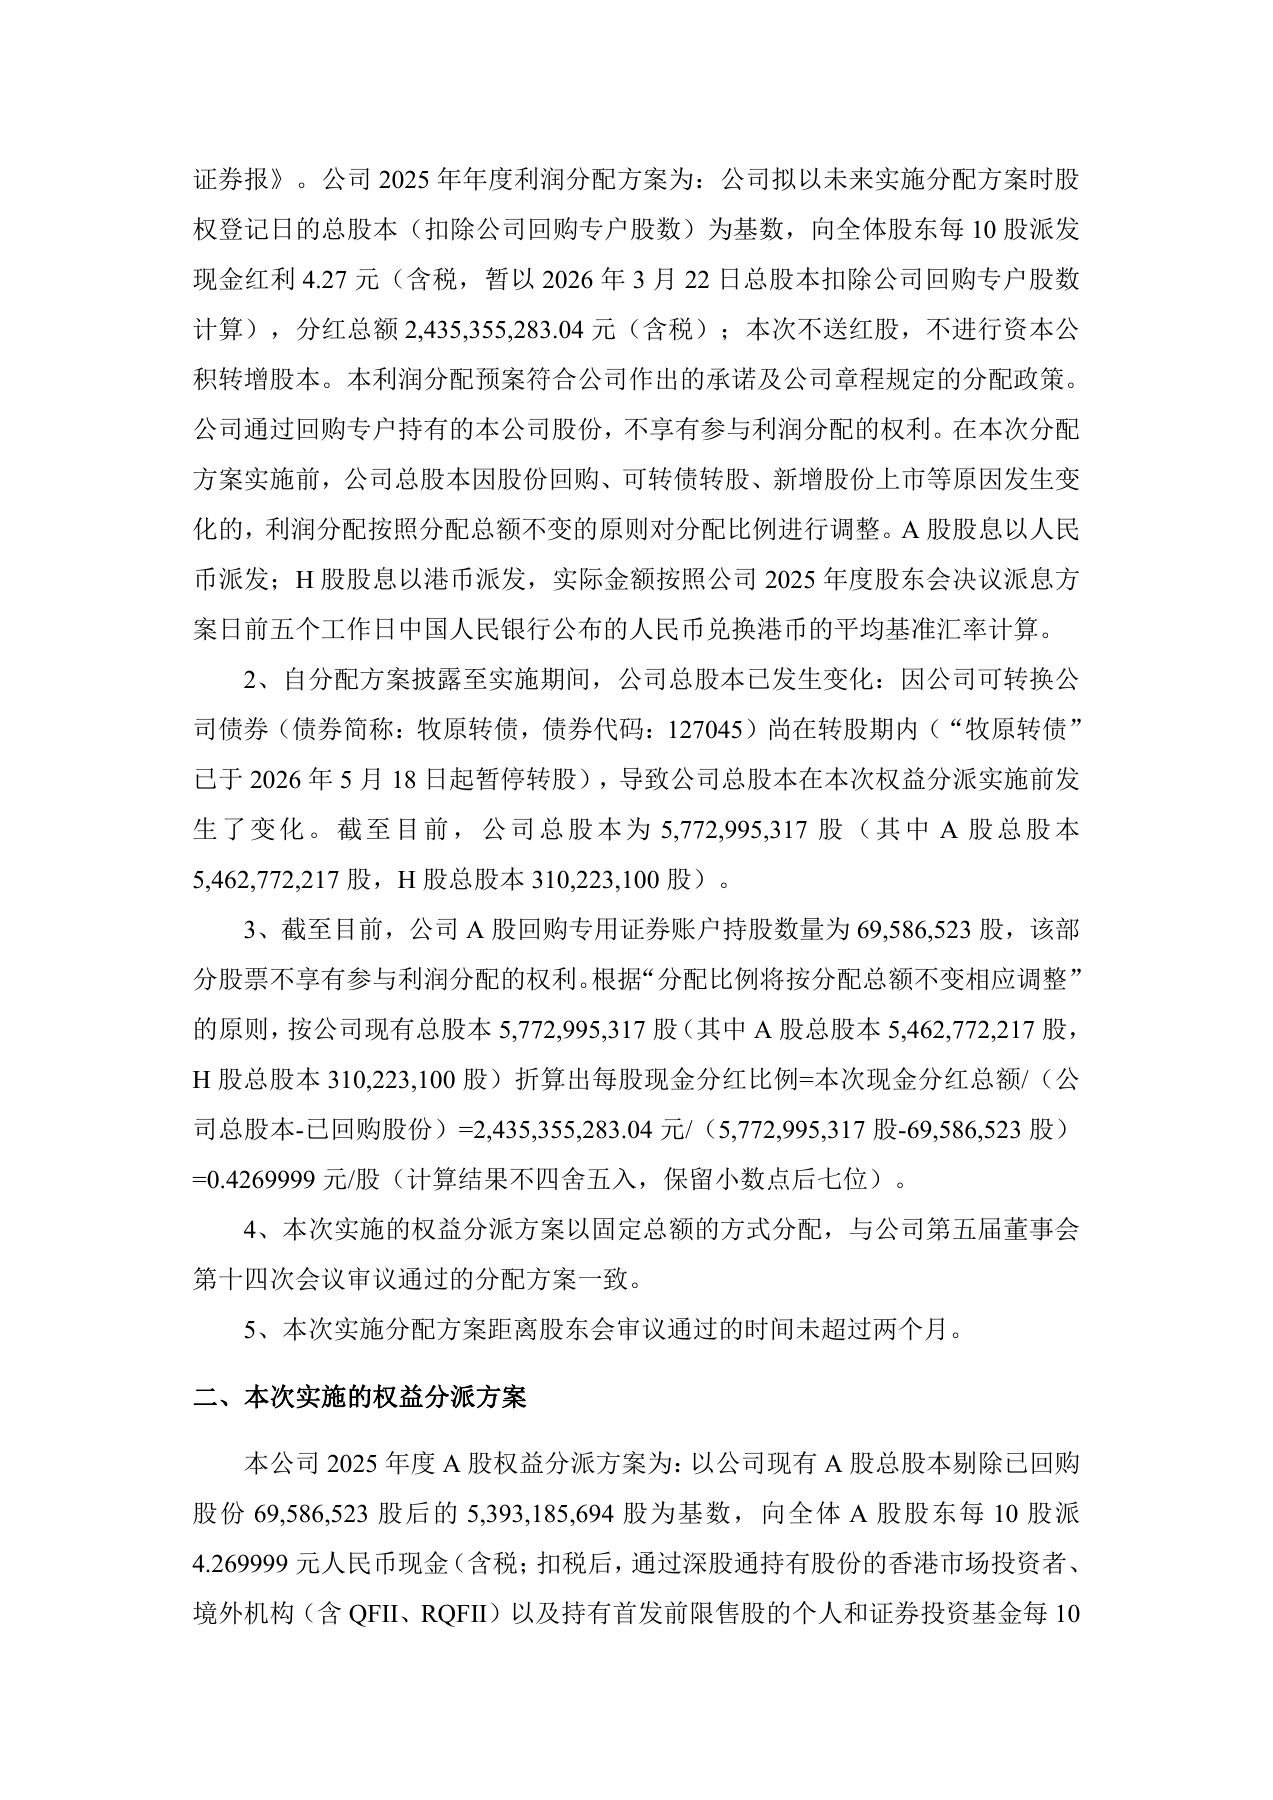 证券报》。公司 2025 年年度利润分配方案为：公司拟以未来实施分配方案时股
权登记日的总股本（扣除公司回购专户股数）为基数，向全体股东每 10 股派发
现金红利 4.27 元（含税，暂以 2026 年 3 月 22 日总股本扣除公司回购专户股数
计算），分红总额 2,435,355,283.04 元（含税）；本次不送红股，不进行资本公
积转增股本。本利润分配预案符合公司作出的承诺及公司章程规定的分配政策。
公司通过回购专户持有的本公司股份，不享有参与利润分配的权利。在本次分配
方案实施前，公司总股本因股份回购、可转债转股、新增股份上市等原因发生变
化的，利润分配按照分配总额不变的原则对分配比例进行调整。A 股股息以人民
币派发；H 股股息以港币派发，实际金额按照公司 2025 年度股东会决议派息方
案日前五个工作日中国人民银行公布的人民币兑换港币的平均基准汇率计算。
2、自分配方案披露至实施期间，公司总股本已发生变化：因公司可转换公
司债券（债券简称：牧原转债，债券代码：127045）尚在转股期内（“牧原转债”
已于 2026 年 5 月 18 日起暂停转股），导致公司总股本在本次权益分派实施前发
生了变化。截至目前，公司总股本为 5,772,995,317 股（其中 A 股总股本
5,462,772,217 股，H 股总股本 310,223,100 股）。
3、截至目前，公司 A 股回购专用证券账户持股数量为 69,586,523 股，该部
分股票不享有参与利润分配的权利。根据“分配比例将按分配总额不变相应调整”
的原则，按公司现有总股本 5,772,995,317 股（其中 A 股总股本 5,462,772,217 股，
H 股总股本 310,223,100 股）折算出每股现金分红比例=本次现金分红总额/（公
司总股本-已回购股份）=2,435,355,283.04 元/（5,772,995,317 股-69,586,523 股）
=0.4269999 元/股（计算结果不四舍五入，保留小数点后七位）。
4、本次实施的权益分派方案以固定总额的方式分配，与公司第五届董事会
第十四次会议审议通过的分配方案一致。
5、本次实施分配方案距离股东会审议通过的时间未超过两个月。
二、本次实施的权益分派方案
本公司 2025 年度 A 股权益分派方案为：以公司现有 A 股总股本剔除已回购
股份 69,586,523 股后的 5,393,185,694 股为基数，向全体 A 股股东每 10 股派
4.269999 元人民币现金（含税；扣税后，通过深股通持有股份的香港市场投资者、
境外机构（含 QFII、RQFII）以及持有首发前限售股的个人和证券投资基金每 10